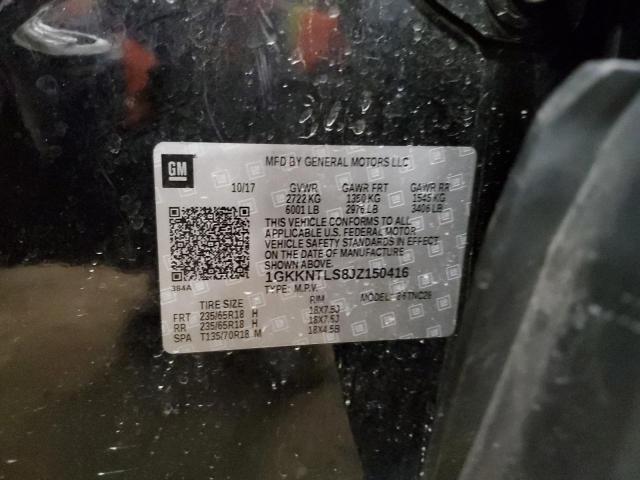 GM
MFD BY GENERAL MOTORS LLC
10/17 GVWR GAWR FRT GAWR RR
2722 KG 1350 KG 1545 KG
6001 LB 2976 LB 3406 LB
THIS VEHICLE CONFORMS TO ALL
APPLICABLE U.S. FEDERAL MOTOR
VEHICLE SAFETY STANDARDS IN EFFECT
ON THE DATE OF MANUFACTURE
SHOWN ABOVE.
1GKKNTLS8JZ150416
384A
TYPE: M.P.V. MODEL:
TIRE SIZE RIM
FRT 235/65R18 H 18X7.5J
RR 235/65R18 H 18X7.5J
SPA T135/70R18 M 18X4.5B